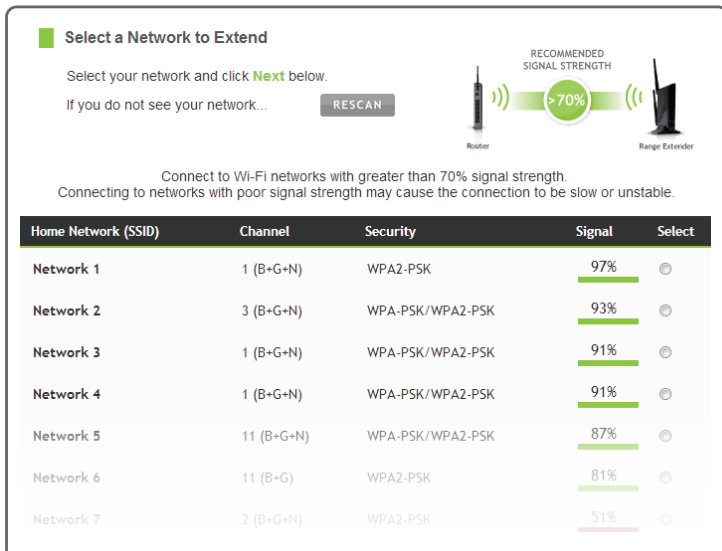 Select a Network to Extend
Select your network and click Next below.
If you do not see your network... RESCAN
RECOMMENDED
SIGNAL STRENGTH
>70%
Router Range Extender
Connect to Wi-Fi networks with greater than 70% signal strength.
Connecting to networks with poor signal strength may cause the connection to be slow or unstable.
Home Network (SSID) Channel Security Signal Select
Network 1 1 (B+G+N) WPA2-PSK 97%
Network 2 3 (B+G+N) WPA-PSK/WPA2-PSK 93%
Network 3 1 (B+G+N) WPA-PSK/WPA2-PSK 91%
Network 4 1 (B+G+N) WPA-PSK/WPA2-PSK 91%
Network 5 11 (B+G+N) WPA-PSK/WPA2-PSK 87%
Network 6 11 (B+G) WPA2-PSK 81%
Network 7 2 (B+G+N) WPA2-PSK 51%